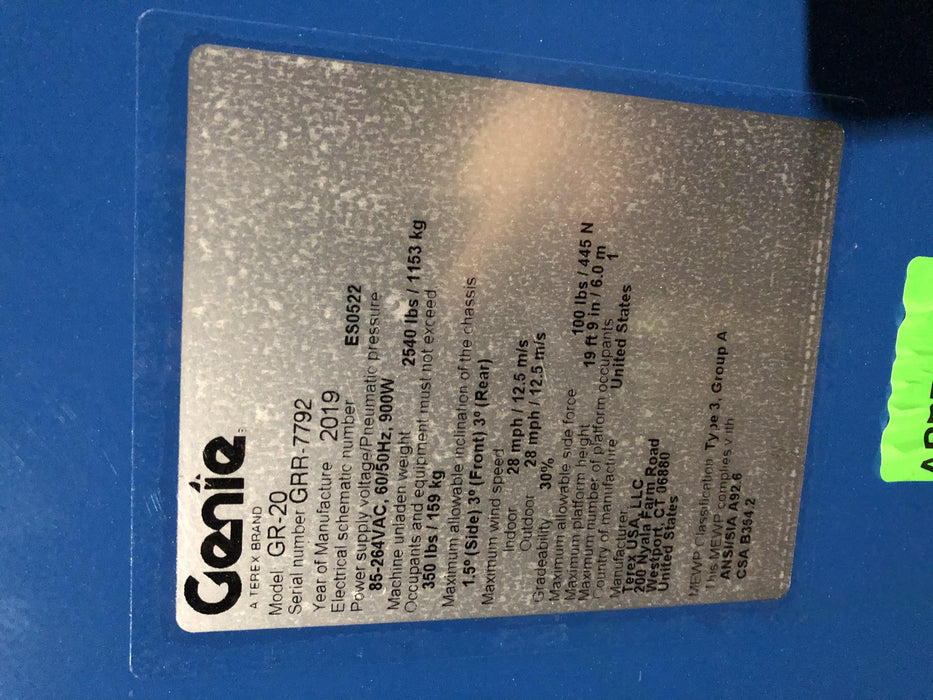 Genie
A TEREX BRAND
Model GR-20
Serial number GRR-7792
Year of Manufacture 2019
Electrical schematic number ES0522
Power supply voltage/Pneumatic pressure
85-264VAC, 60/50Hz, 900W
Machine unladen weight 2540 lbs / 1153 kg
Occupants and equipment must not exceed
350 lbs / 159 kg
Maximum allowable inclination of the chassis
1.5º (Side) 3º (Front) 3º (Rear)
Maximum wind speed
Indoor 28 mph / 12.5 m/s
Outdoor 28 mph / 12.5 m/s
Gradeability 30%
Maximum allowable side force 100 lbs / 445 N
Maximum platform height 19 ft 9 in / 6.0 m
Maximum number of platform occupants 1
Country of manufacture United States
Manufacturer
Terex USA, LLC
200 Nyala Farm Road
Westport, CT 06880
United States
MEWP Classification Type 3, Group A
This MEWP complies with
ANSI/SIA A92.6
CSA B354.2